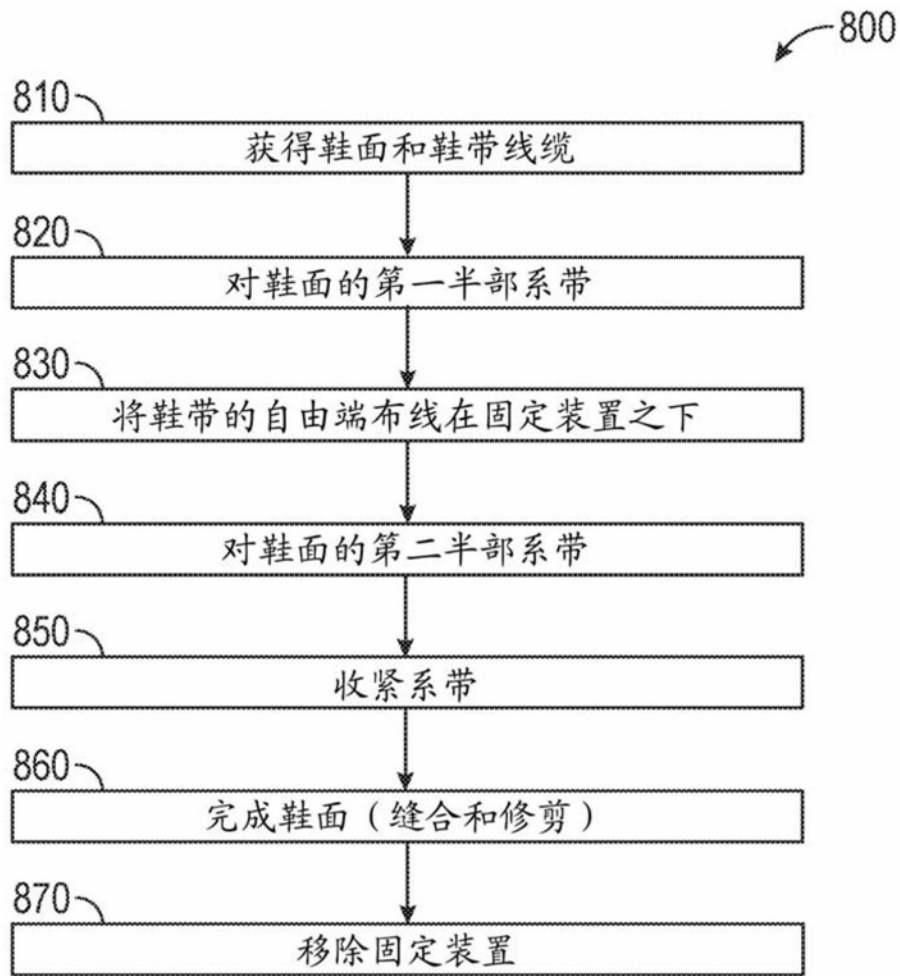 800
810
获得鞋面和鞋带线缆
820
对鞋面的第一半部系带
830
将鞋带的自由端布线在固定装置之下
840
对鞋面的第二半部系带
850
收紧系带
860
完成鞋面（缝合和修剪）
870
移除固定装置